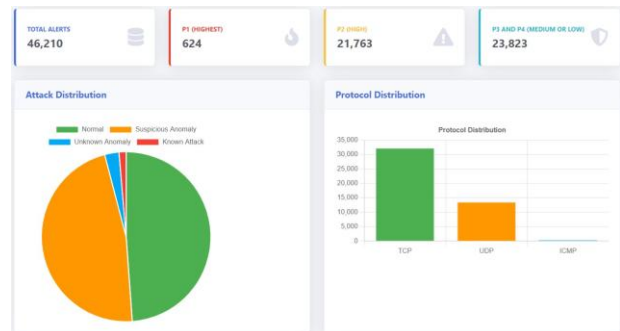 TOTAL ALERTS
46,210
P1 (HIGHEST)
624
P2 (HIGH)
21,763
P3 AND P4 (MEDIUM OR LOW)
23,823
Attack Distribution
Normal Suspicious Anomaly
Unknown Anomaly Known Attack
Protocol Distribution
Protocol Distribution
35,000
30,000
25,000
20,000
15,000
10,000
5,000
0
TCP UDP ICMP